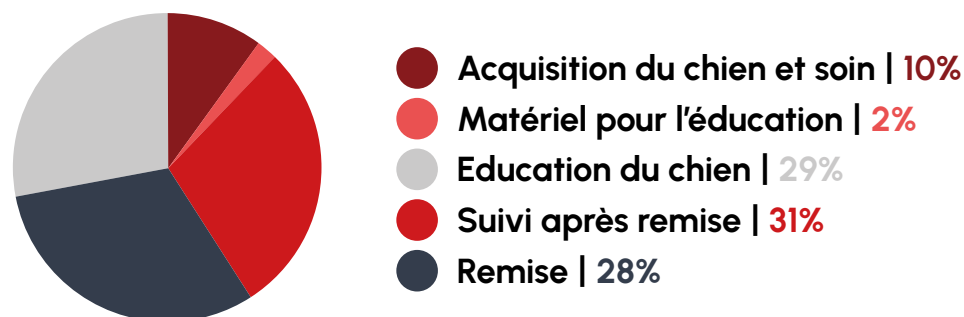 Acquisition du chien et soin | 10%
Matériel pour l'éducation | 2%
Education du chien | 29%
Suivi après remise | 31%
Remise | 28%